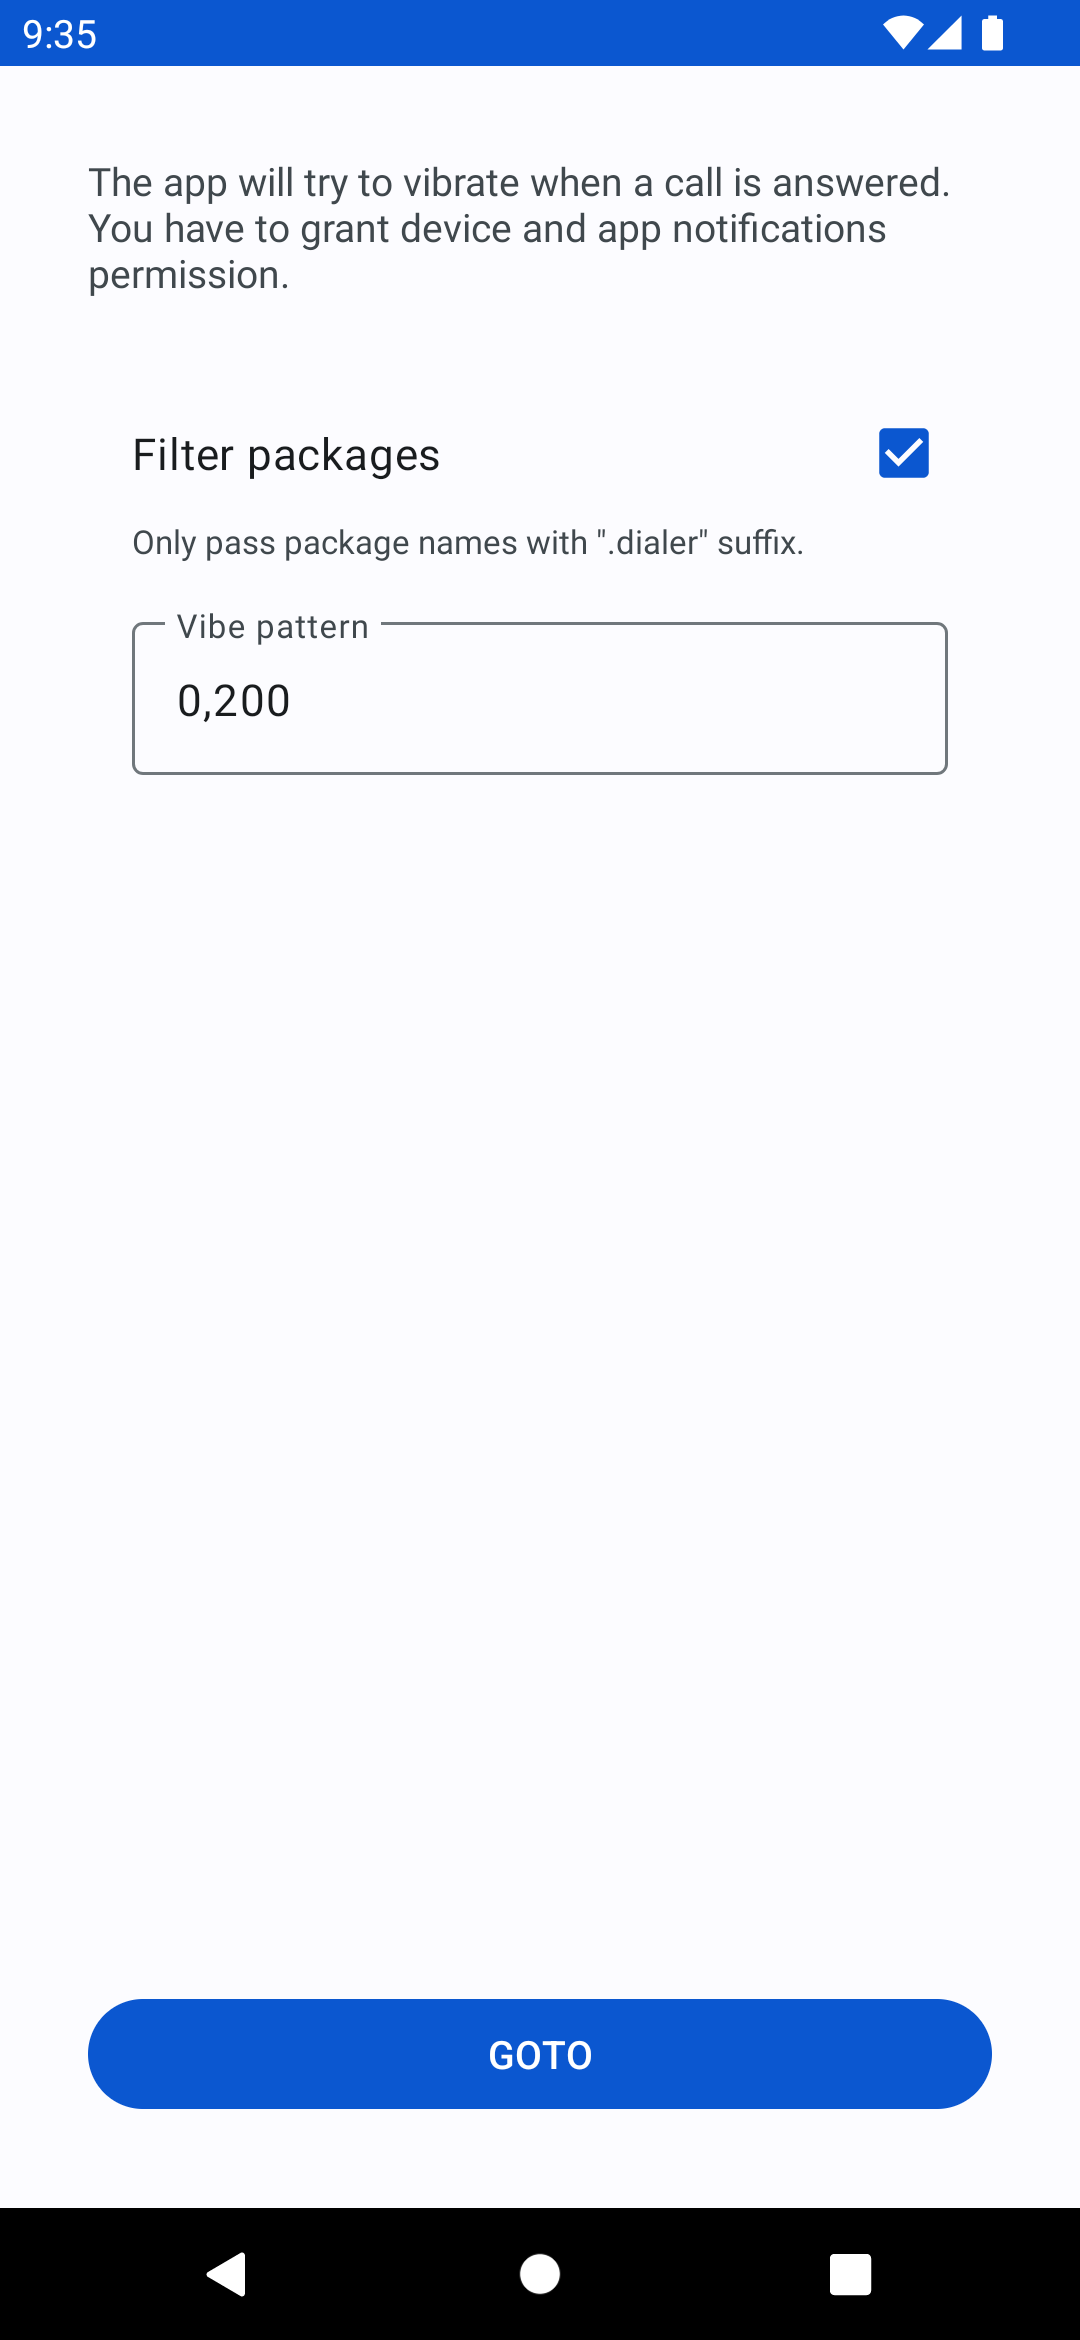 9:35
The app will try to vibrate when a call is answered.
You have to grant device and app notifications
permission.
Filter packages
Only pass package names with ".dialer" suffix.
Vibe pattern
0,200
GOTO